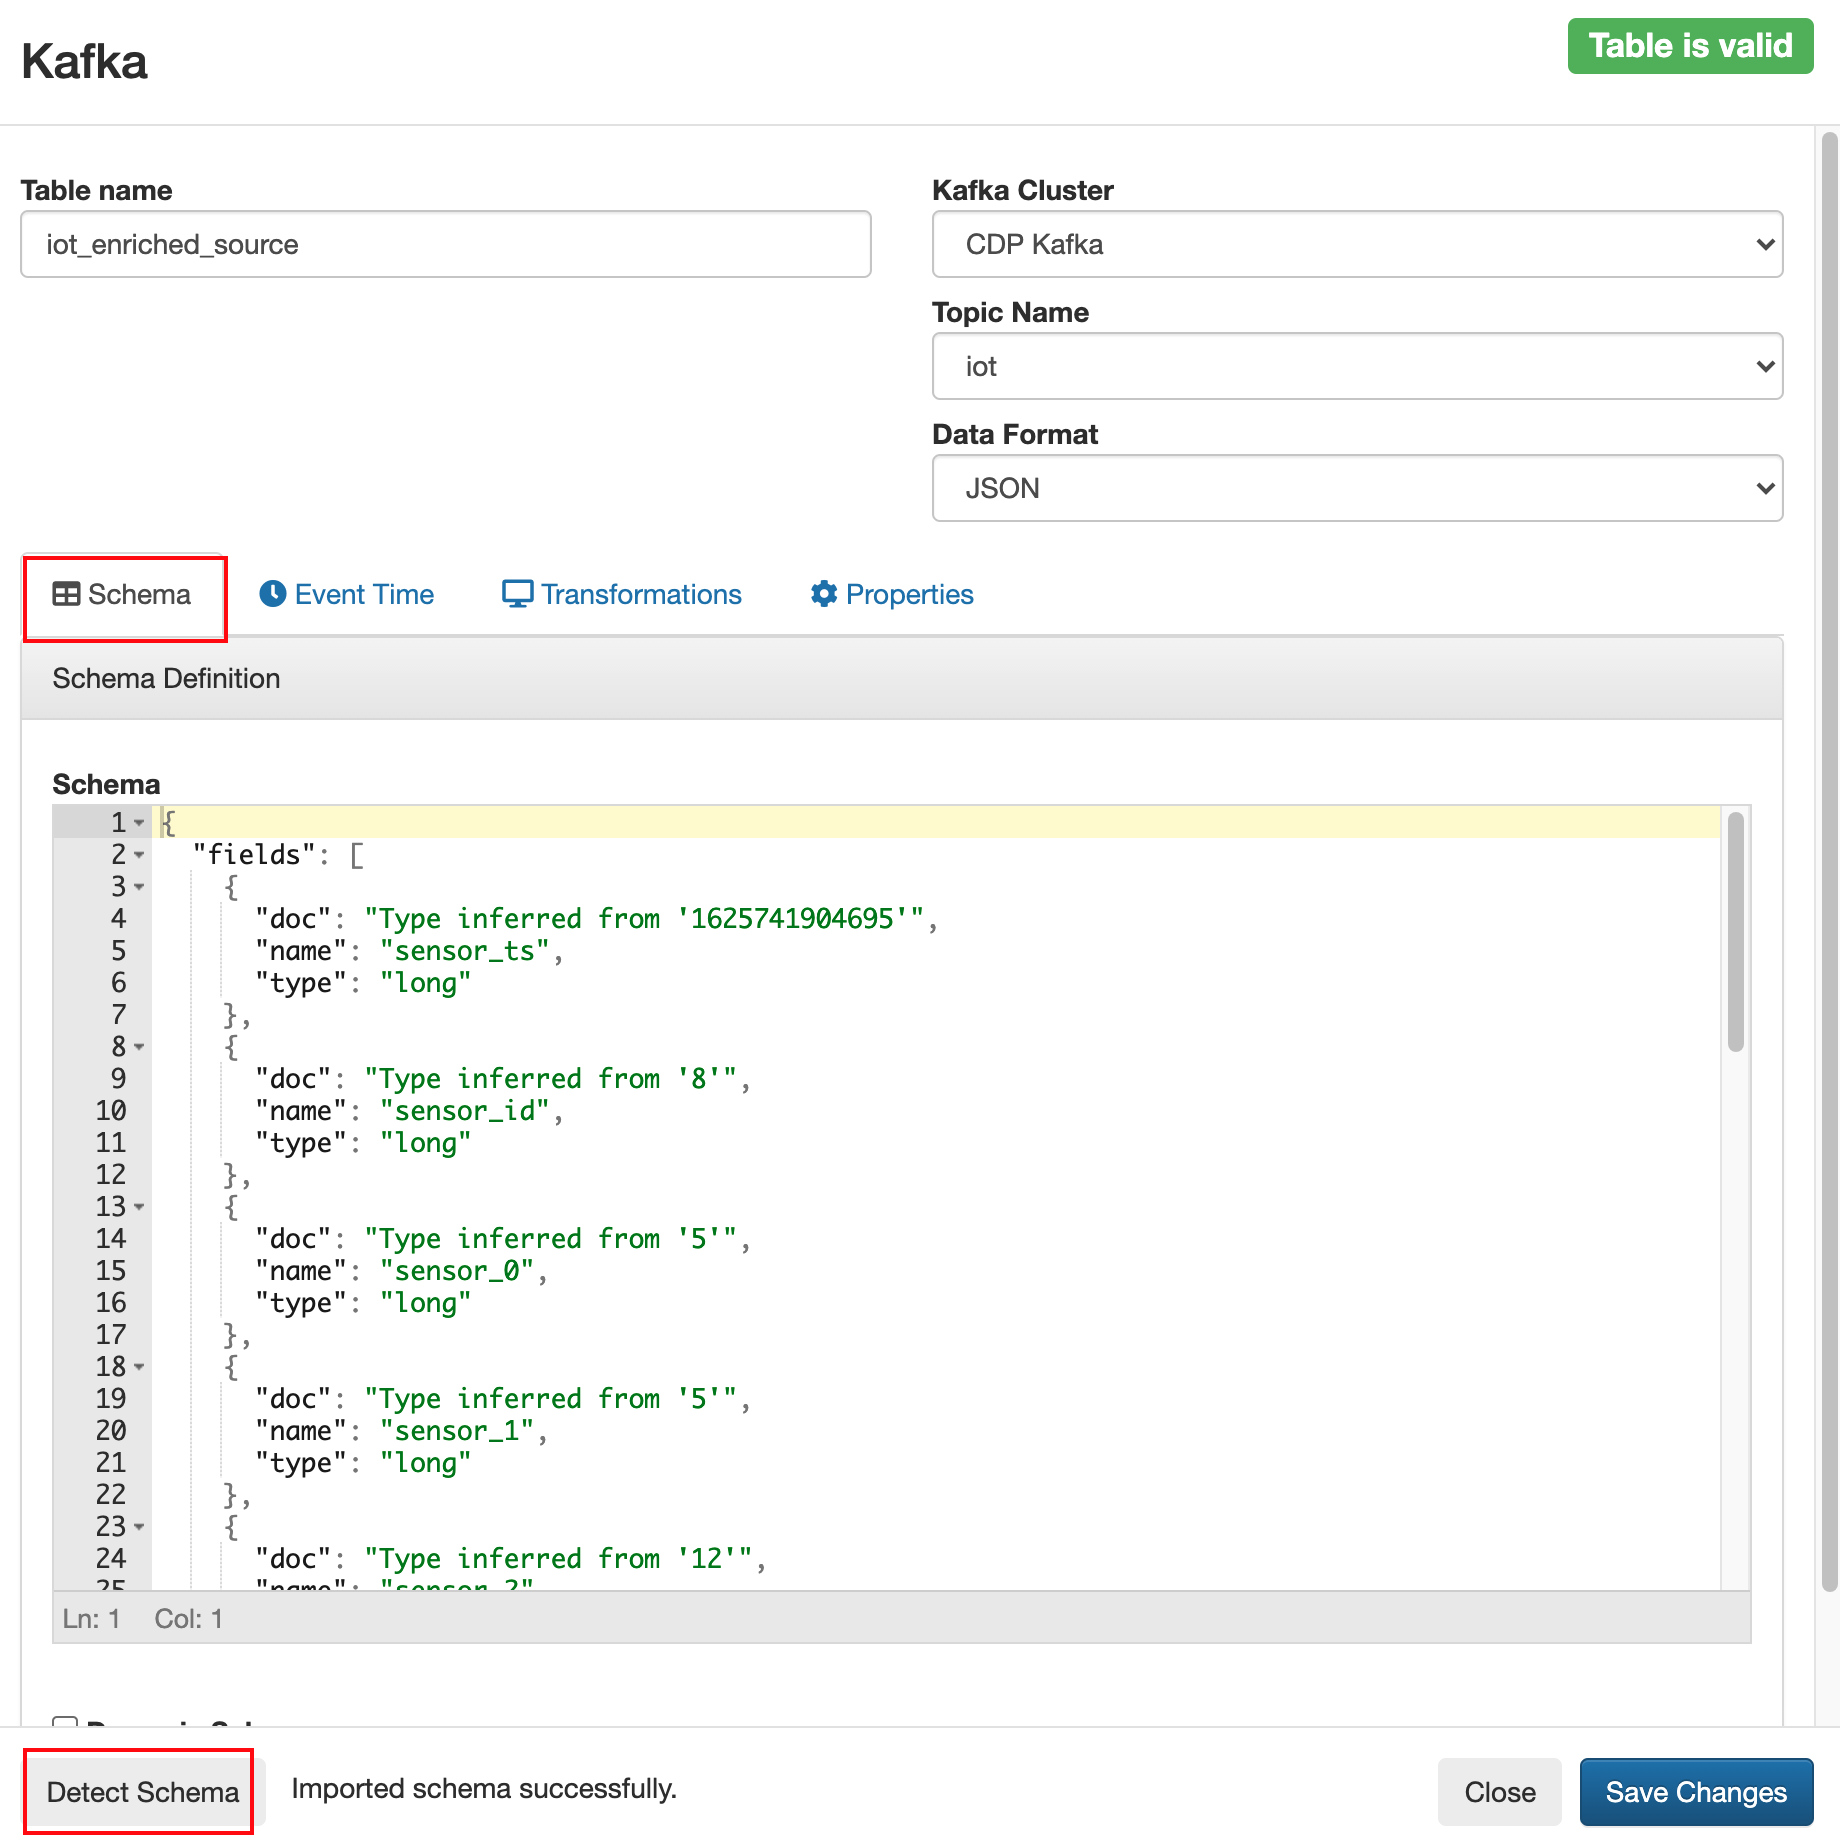 Kafka
Table is valid
Table name
iot_enriched_source
Kafka Cluster
CDP Kafka
Topic Name
iot
Data Format
JSON
Schema
Event Time
Transformations
Properties
Schema Definition
Schema
1 {
2 "fields": [
3 {
4 "doc": "Type inferred from '1625741904695'",
5 "name": "sensor_ts",
6 "type": "long"
7 },
8 {
9 "doc": "Type inferred from '8'",
10 "name": "sensor_id",
11 "type": "long"
12 },
13 {
14 "doc": "Type inferred from '5'",
15 "name": "sensor_0",
16 "type": "long"
17 },
18 {
19 "doc": "Type inferred from '5'",
20 "name": "sensor_1",
21 "type": "long"
22 },
23 {
24 "doc": "Type inferred from '12'",
25 "name": "sensor_2"
Ln: 1 Col: 1
Detect Schema
Imported schema successfully.
Close
Save Changes